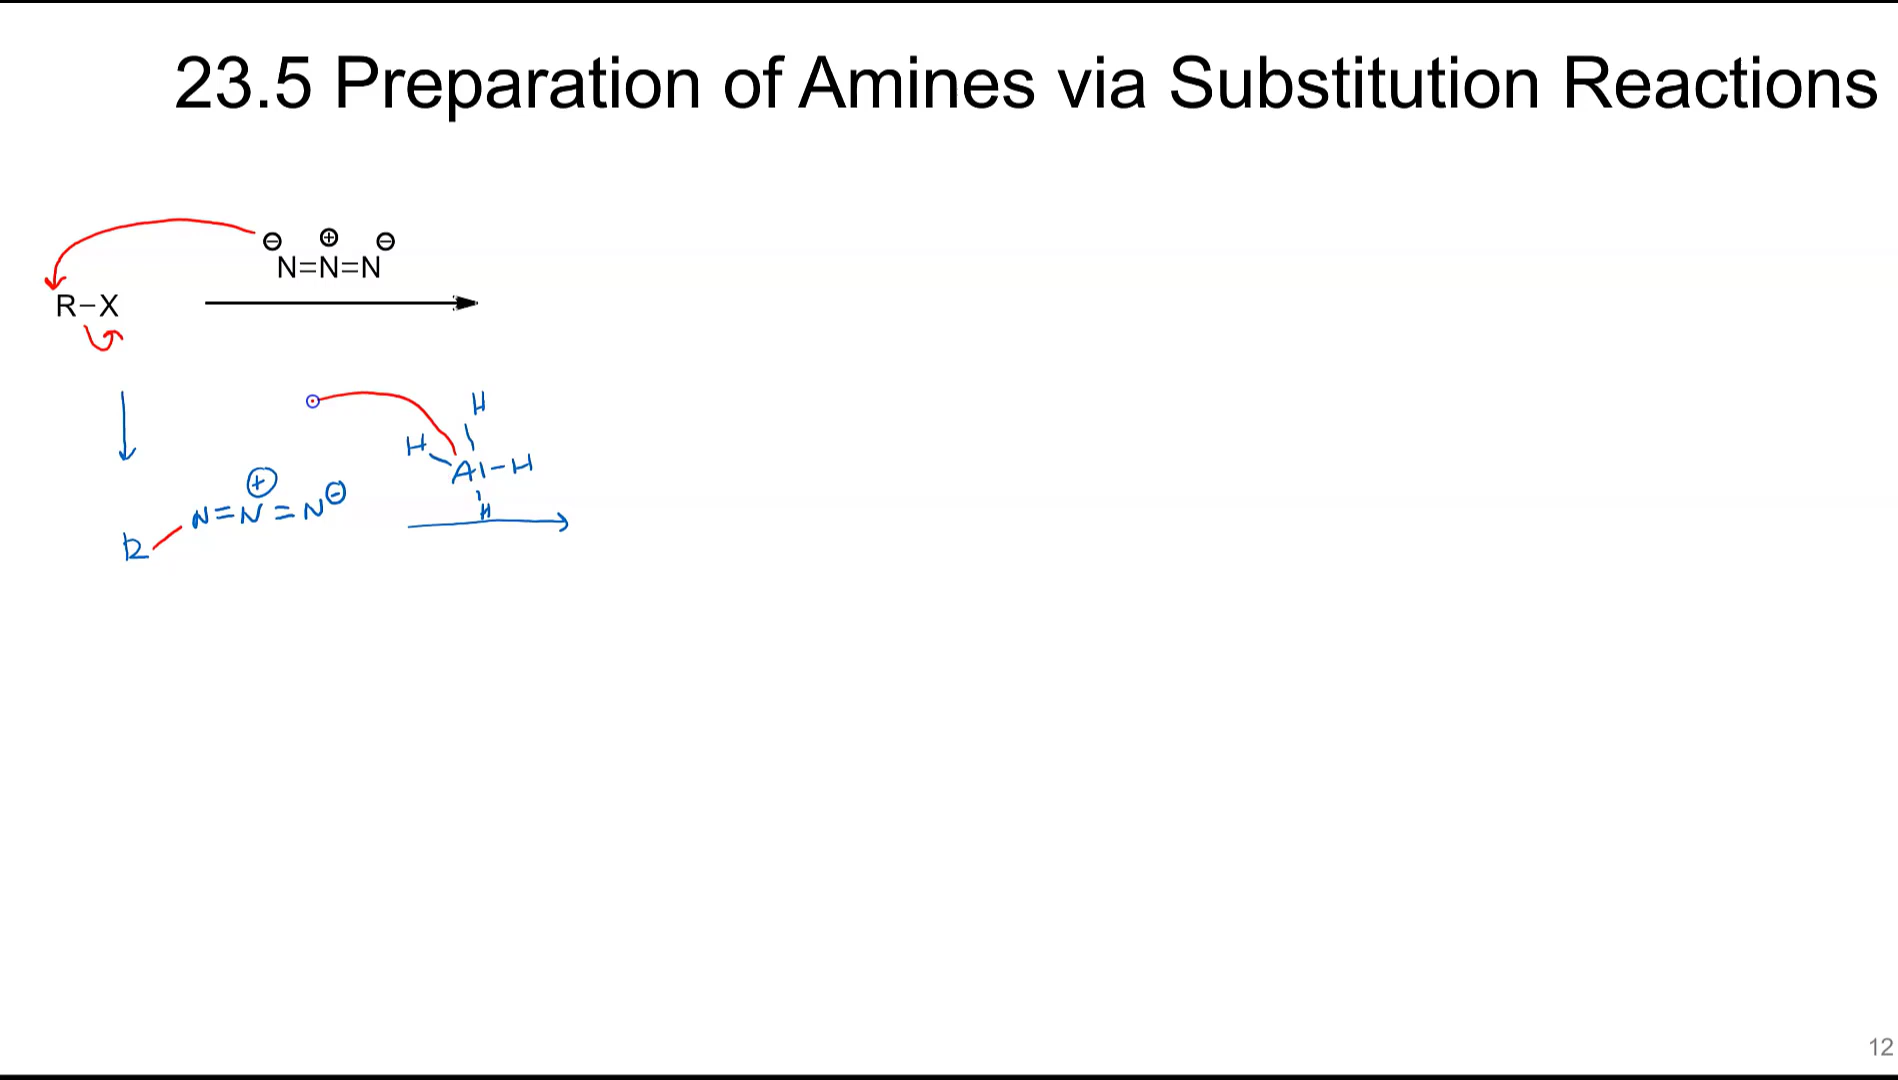 23.5 Preparation of Amines via Substitution Reactions
⊖ ⊕ ⊖
N=N=N
R–X
H
H
Al–H
⊕
N=N=N⊖
H
R
12